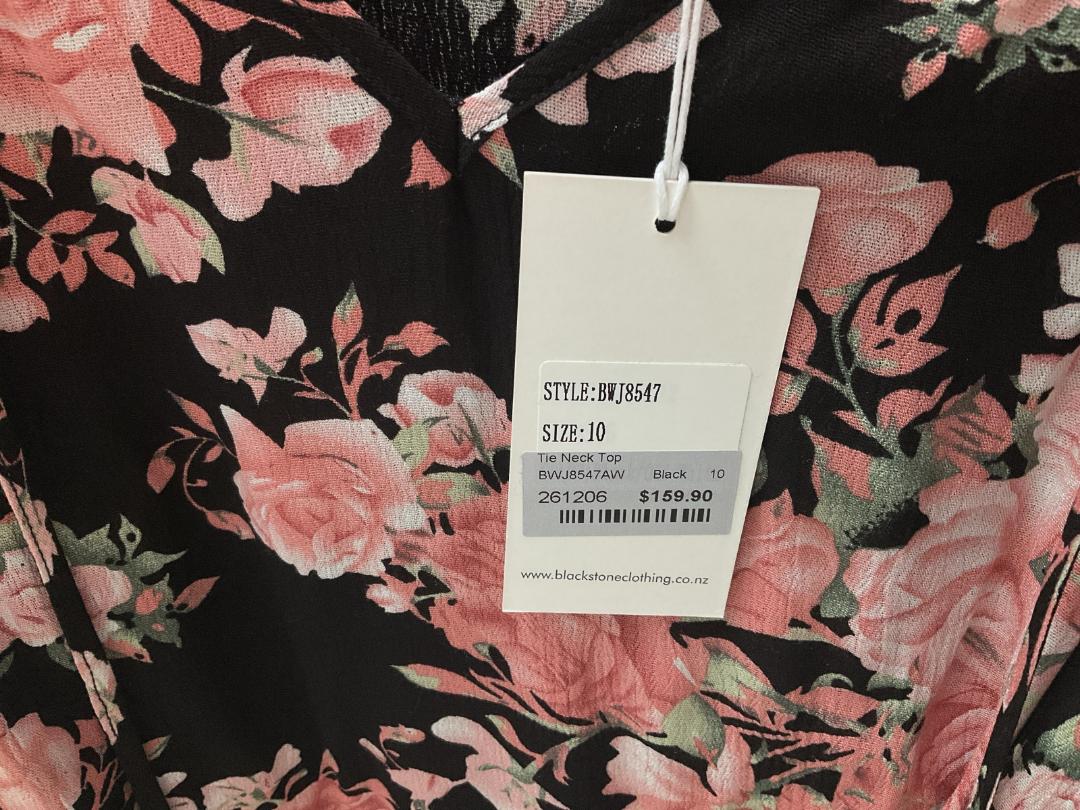 STYLE:BWJ8547
SIZE:10
Tie Neck Top
BWJ8547AW Black 10
261206 $159.90
www.blackstoneclothing.co.nz